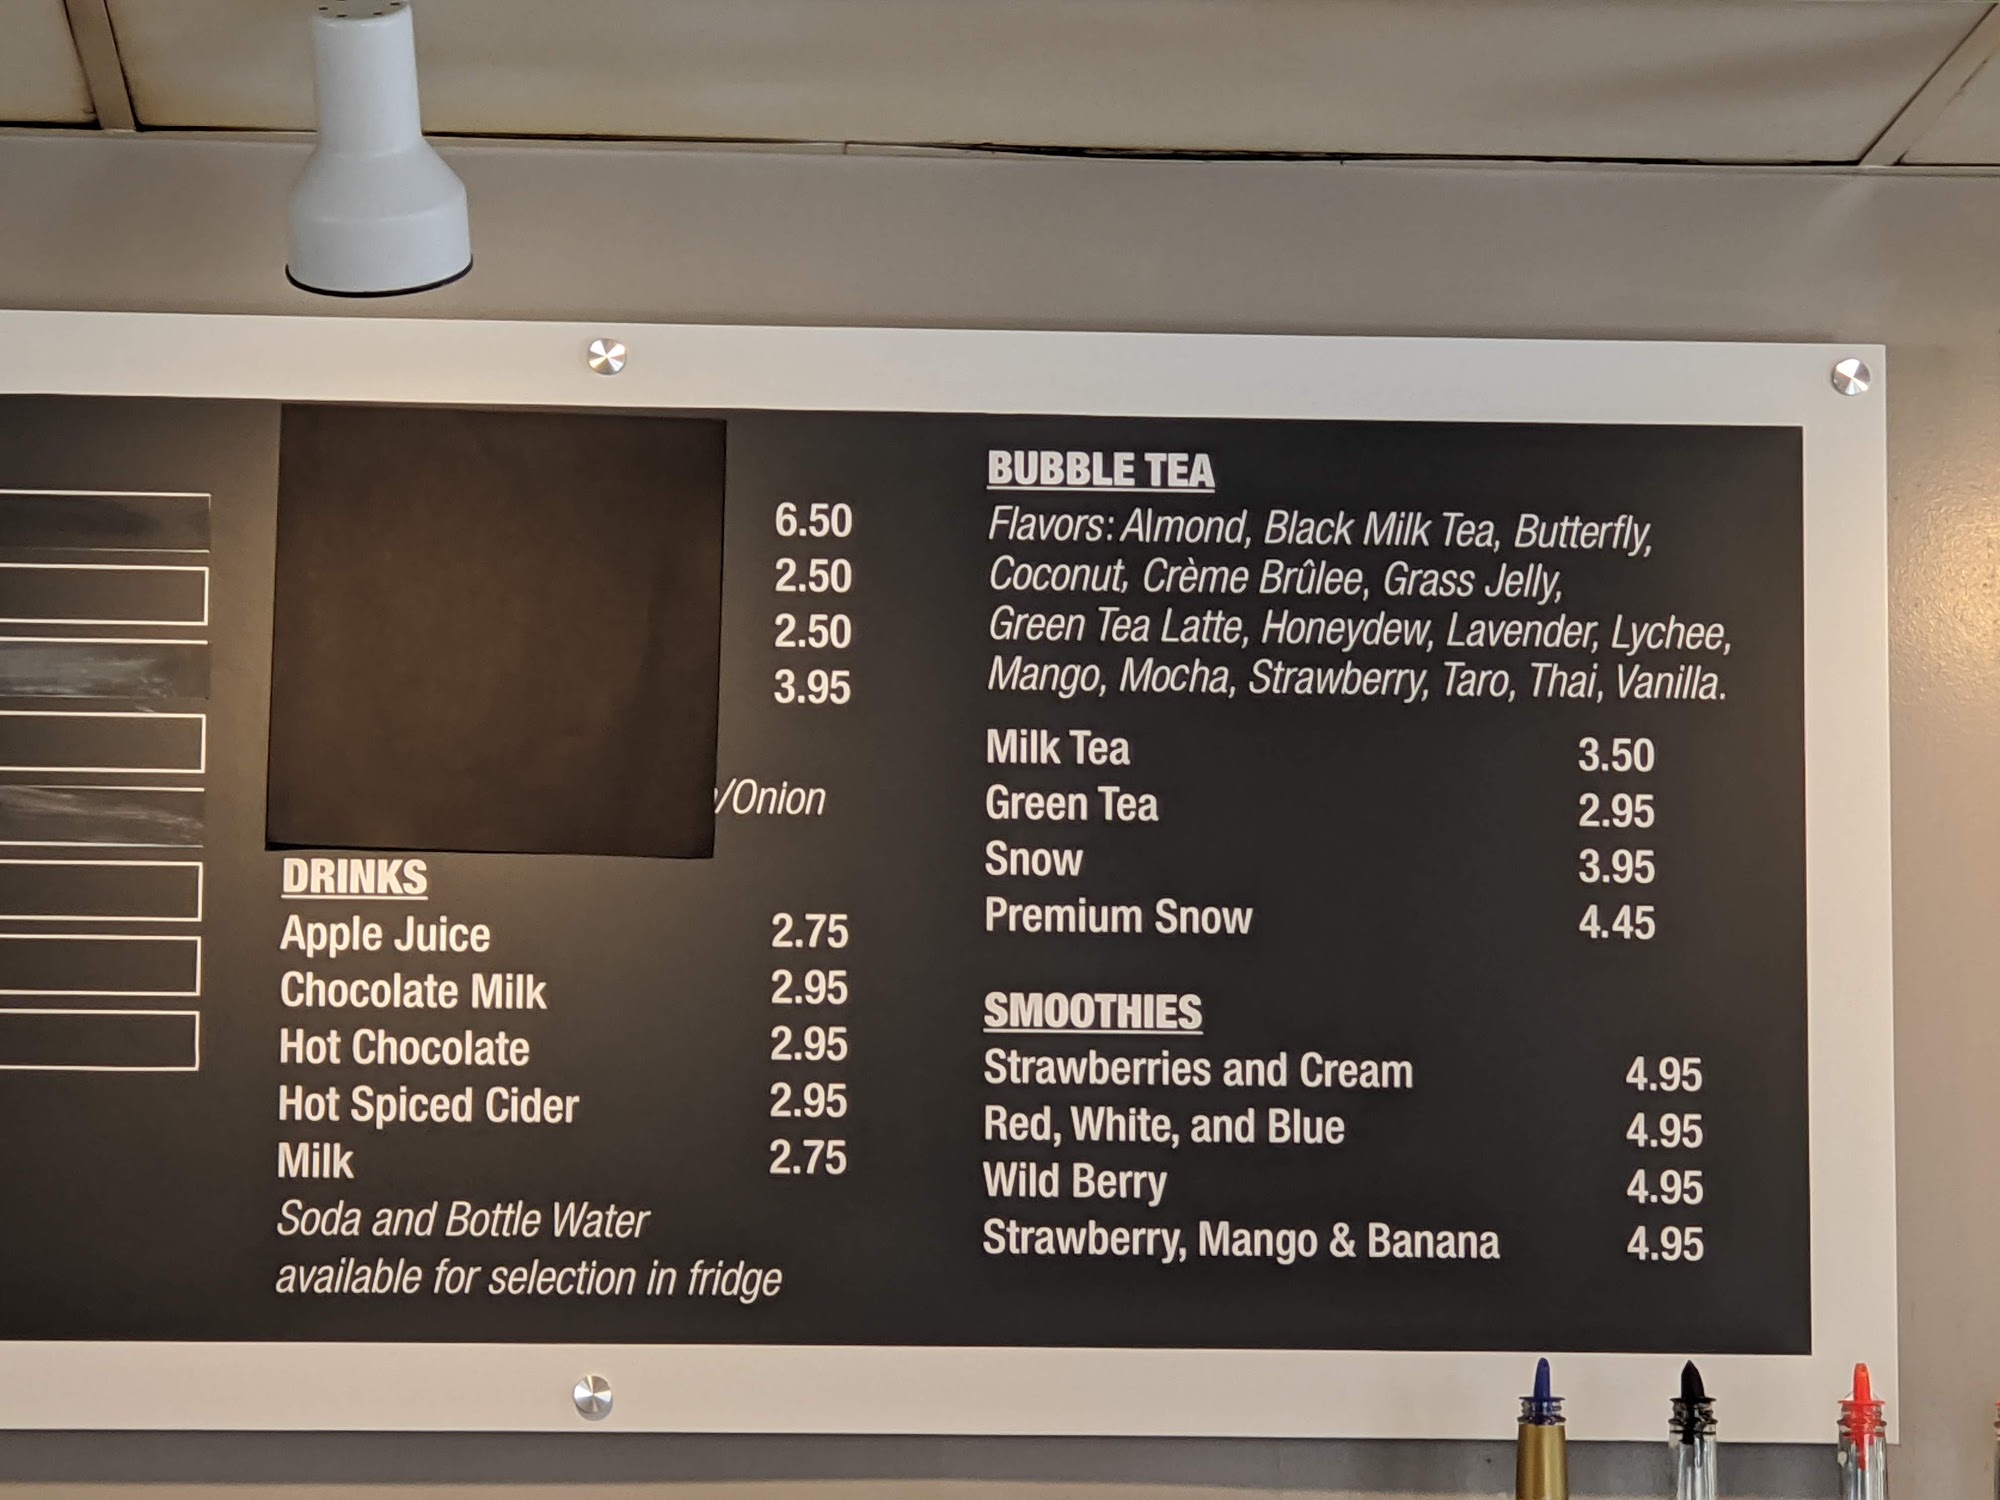 6.50
2.50
2.50
3.95
/Onion
DRINKS
Apple Juice 2.75
Chocolate Milk 2.95
Hot Chocolate 2.95
Hot Spiced Cider 2.95
Milk 2.75
Soda and Bottle Water
available for selection in fridge
BUBBLE TEA
Flavors: Almond, Black Milk Tea, Butterfly,
Coconut, Crème Brûlee, Grass Jelly,
Green Tea Latte, Honeydew, Lavender, Lychee,
Mango, Mocha, Strawberry, Taro, Thai, Vanilla.
Milk Tea 3.50
Green Tea 2.95
Snow 3.95
Premium Snow 4.45
SMOOTHIES
Strawberries and Cream 4.95
Red, White, and Blue 4.95
Wild Berry 4.95
Strawberry, Mango & Banana 4.95